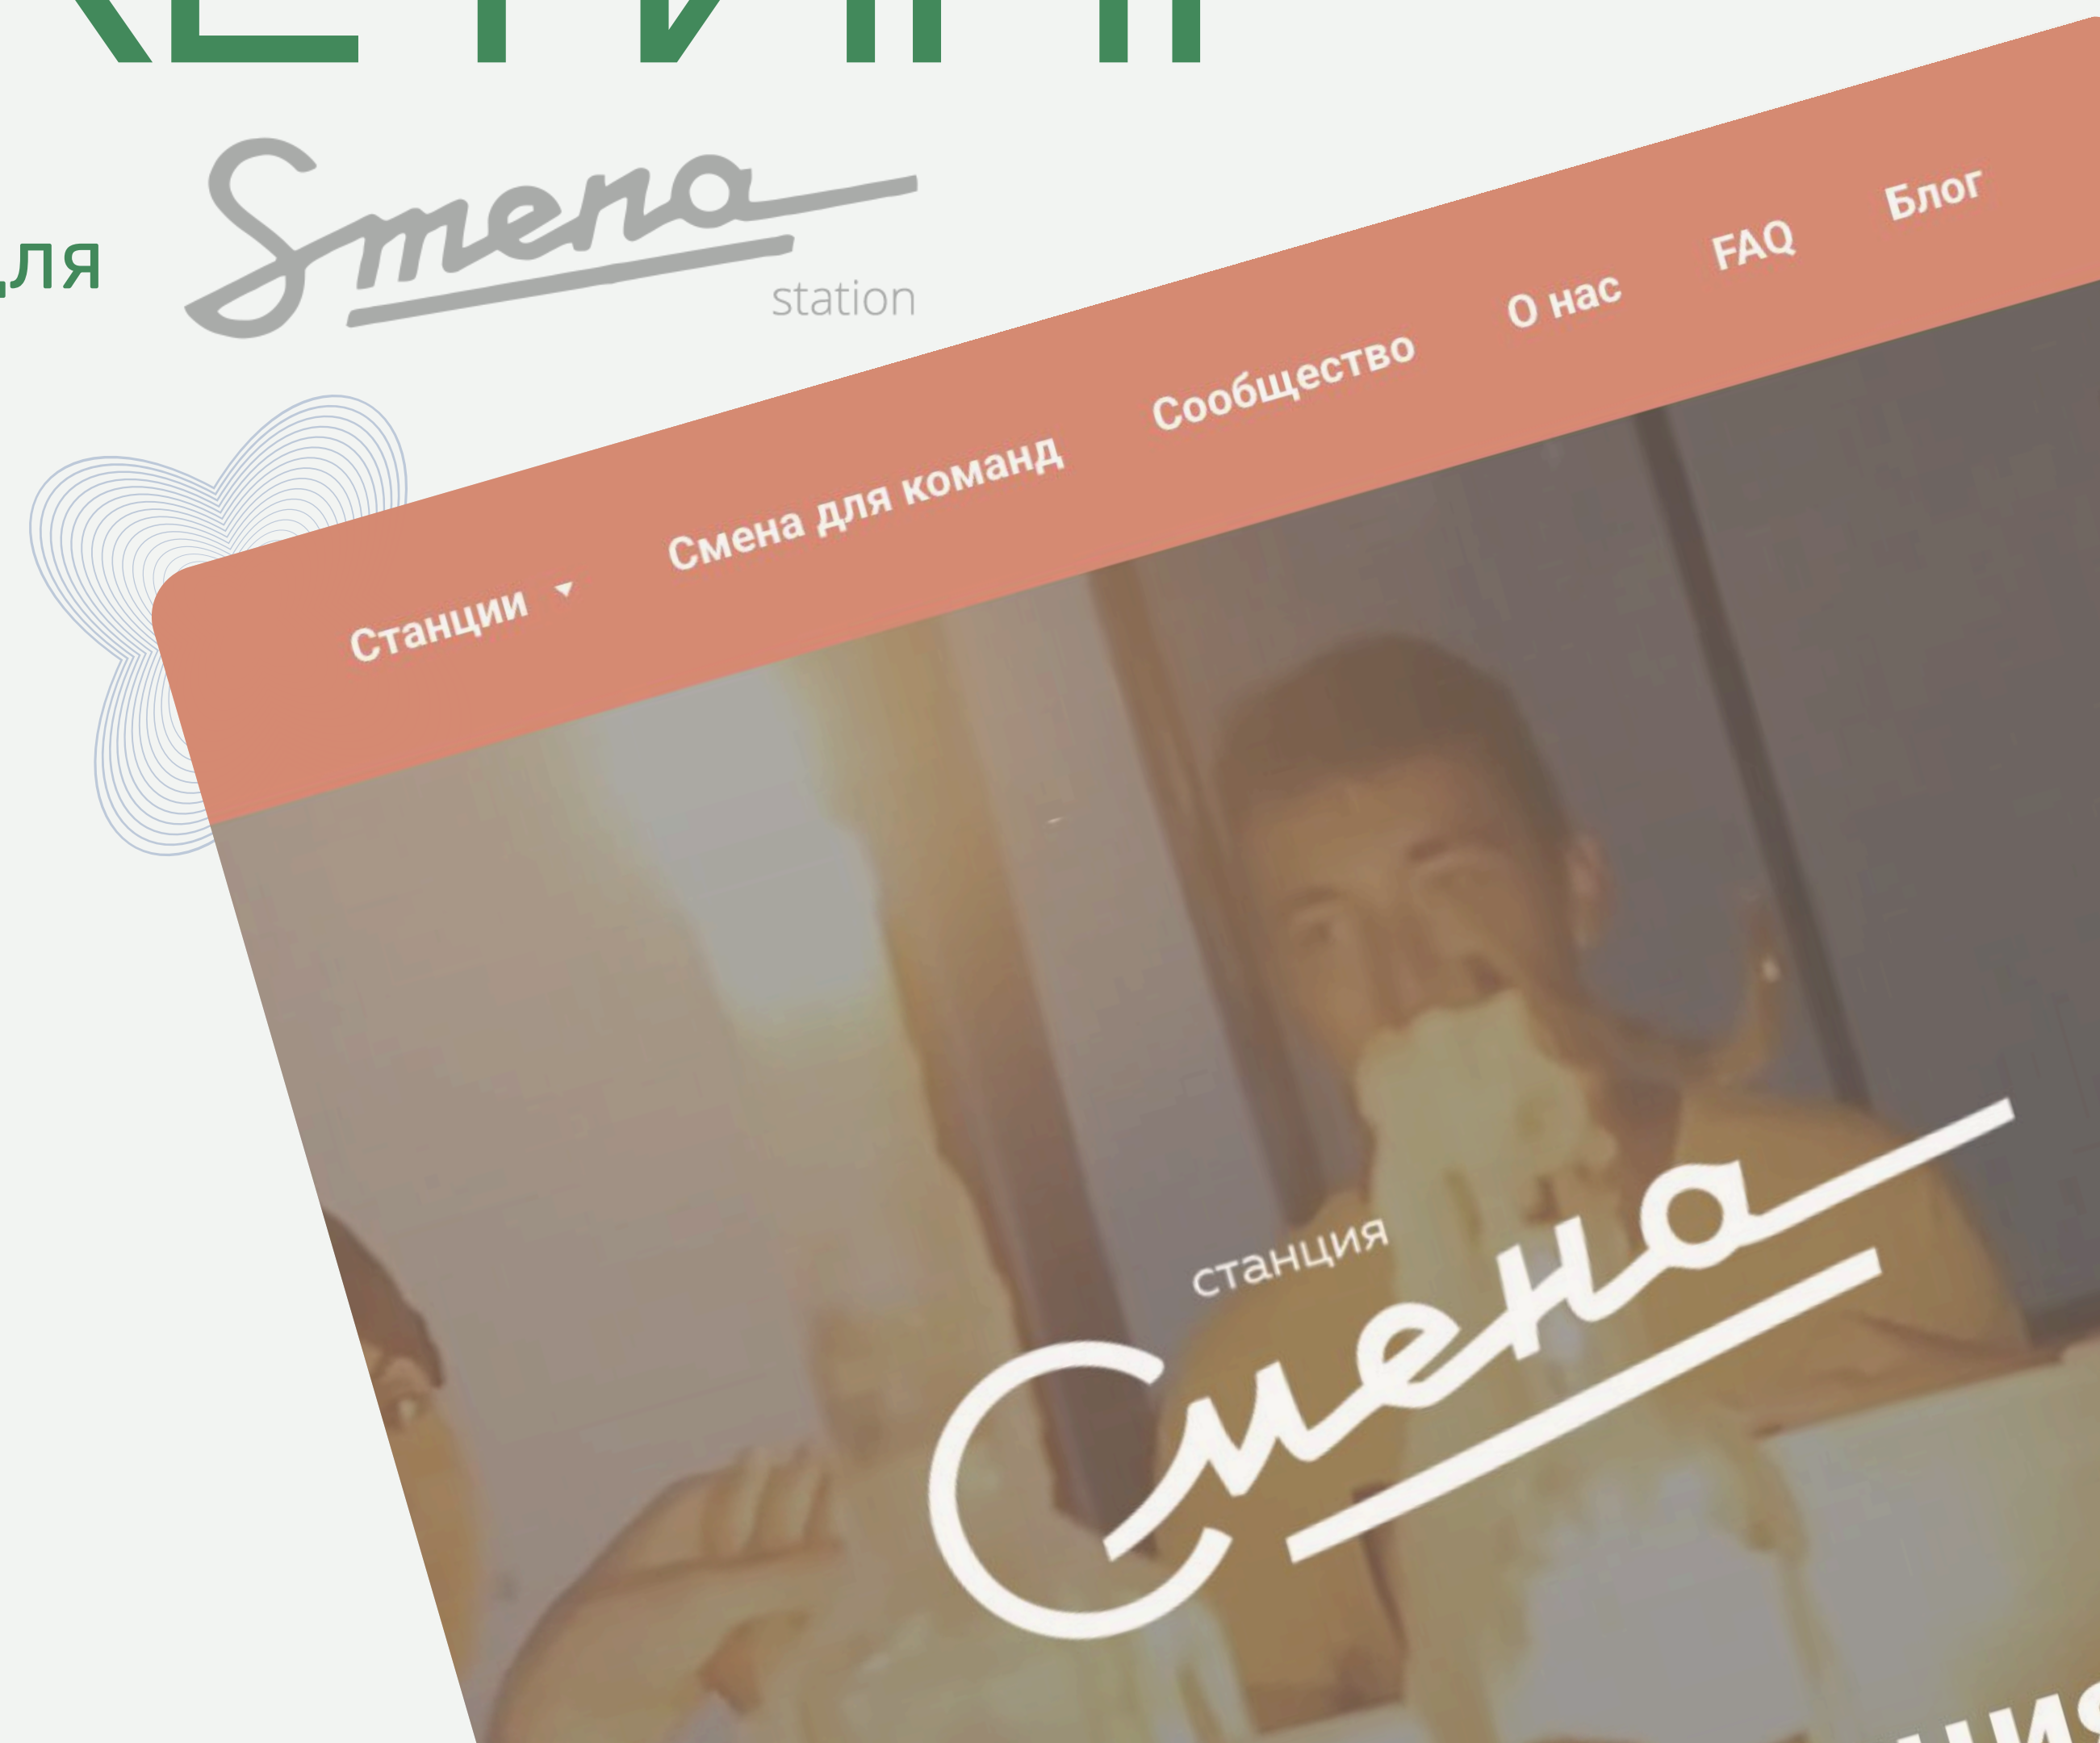 для
Smena
station
Станции
Смена для команд
Сообщество
О нас
FAQ
Блог
станция
Смена